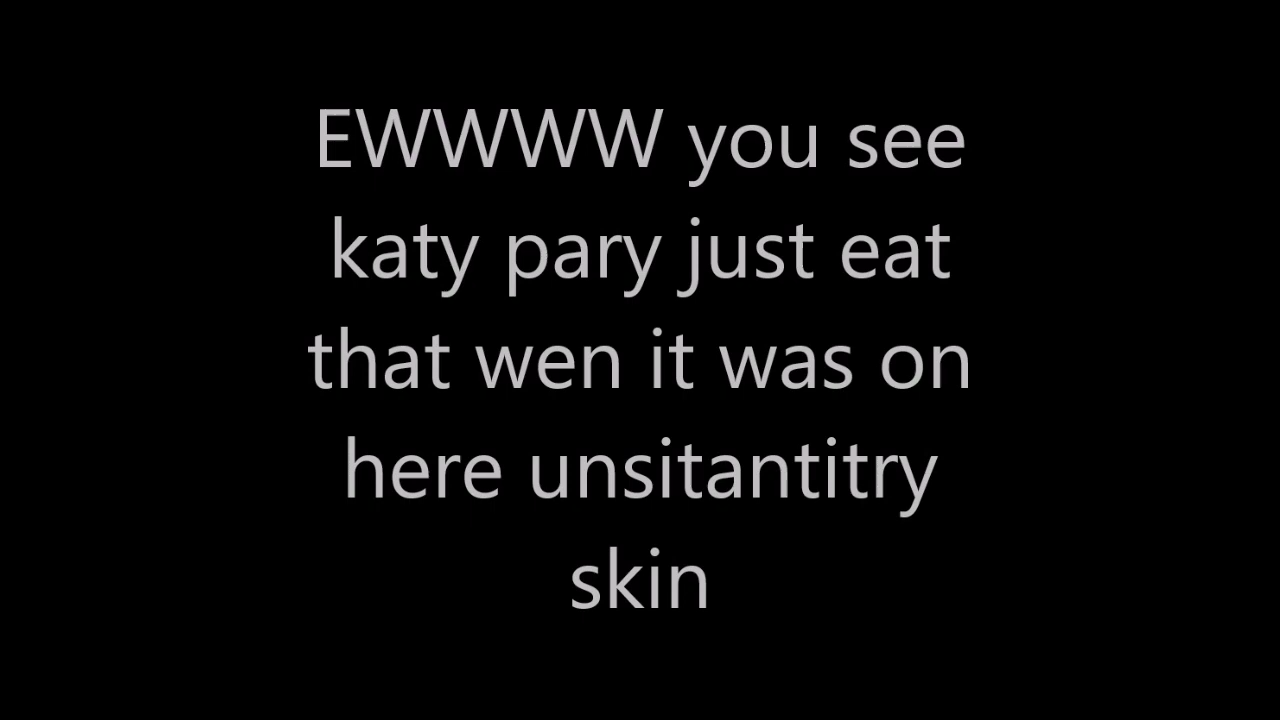 EWWWW you see
katy pary just eat
that wen it was on
here unsitantitry
skin